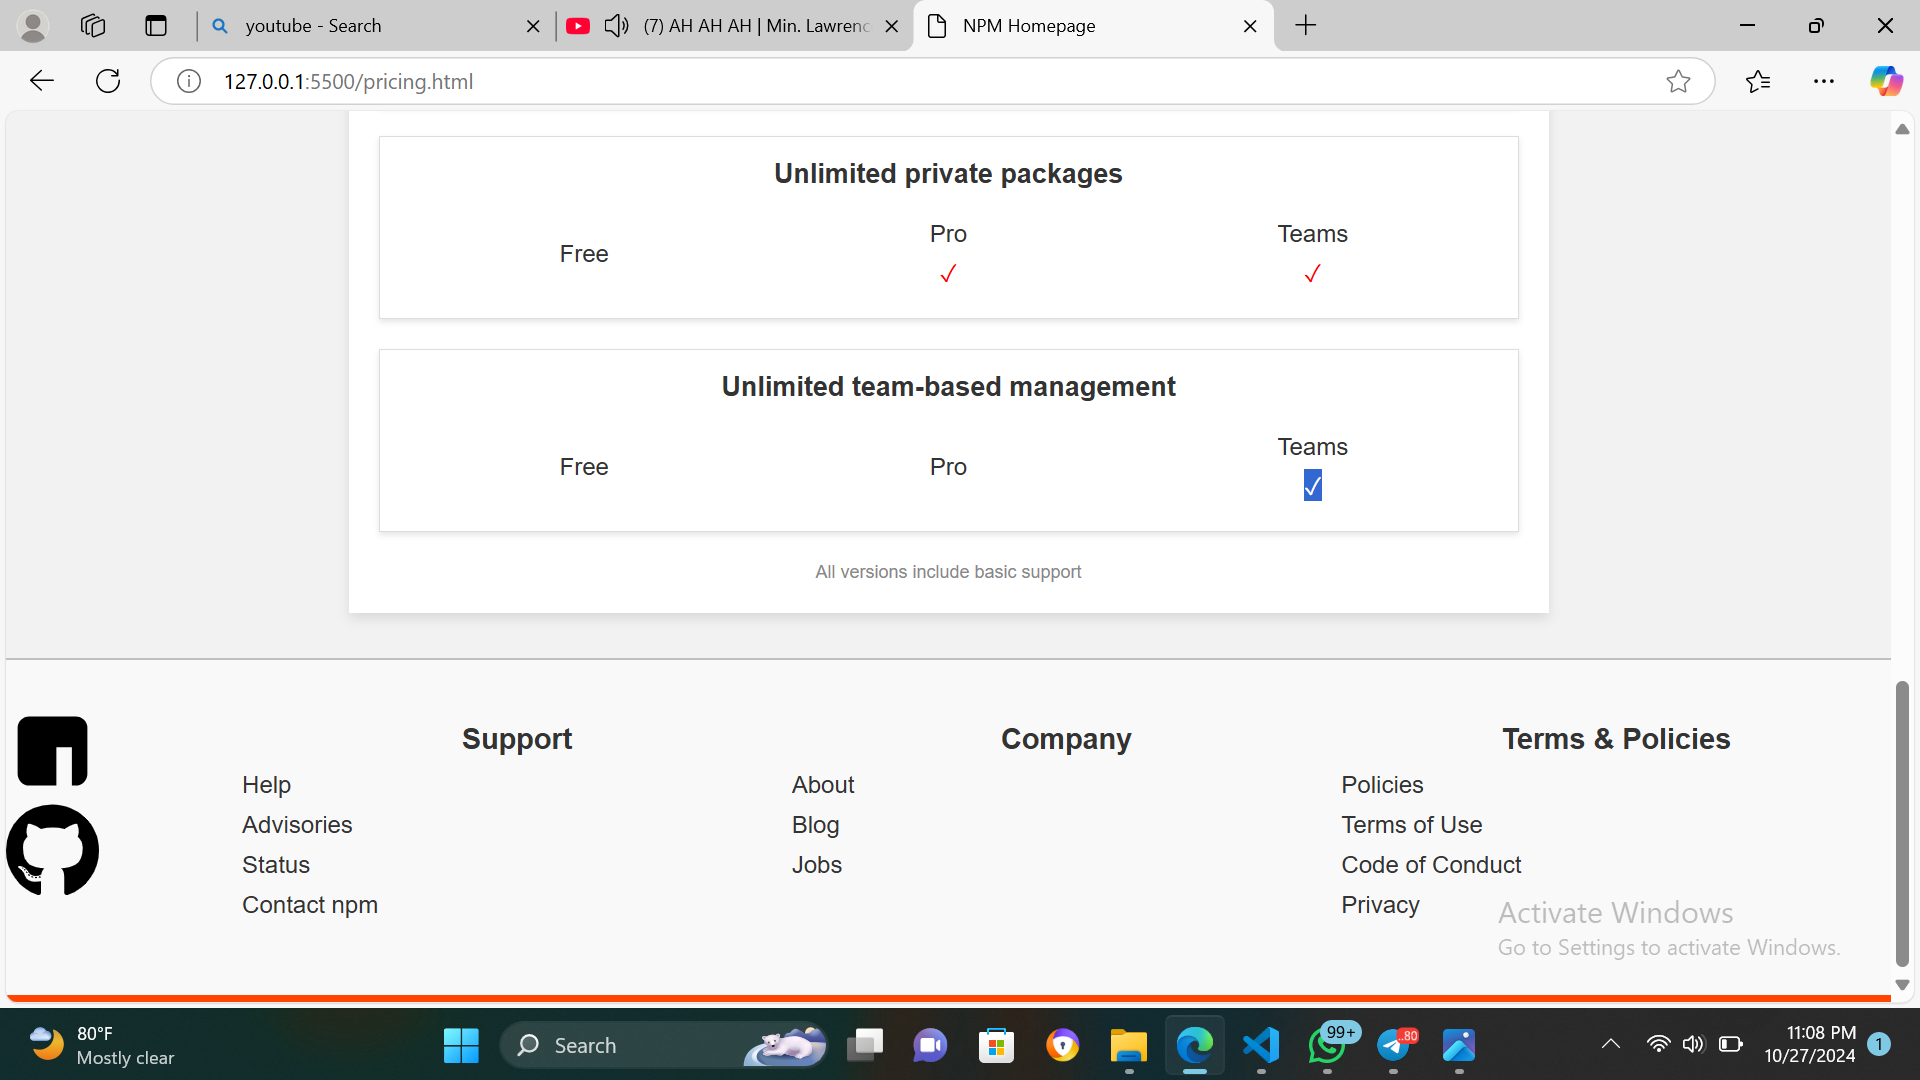 youtube - Search
(7) AH AH AH | Min. Lawrenc
NPM Homepage
127.0.0.1:5500/pricing.html
Unlimited private packages
Free
Pro
✓
Teams
✓
Unlimited team-based management
Free
Pro
Teams
✓
All versions include basic support
Support
Help
Advisories
Status
Contact npm
Company
About
Blog
Jobs
Terms & Policies
Policies
Terms of Use
Code of Conduct
Privacy
Activate Windows
Go to Settings to activate Windows.
80°F
Mostly clear
Search
99+
..80
11:08 PM
10/27/2024
1